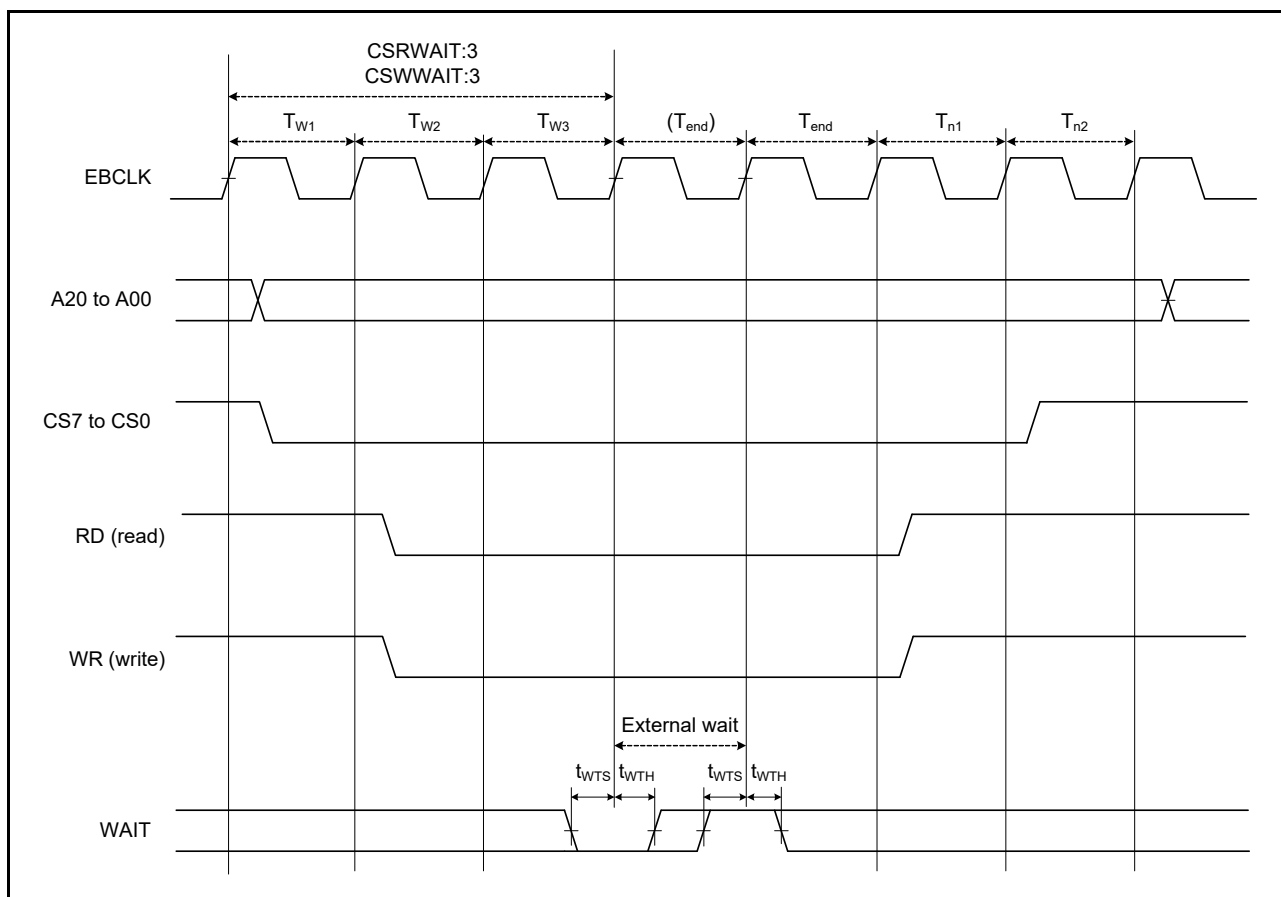 CSRWAIT:3
CSWWAIT:3
TW1 TW2 TW3 (Tend) Tend Tn1 Tn2
EBCLK
A20 to A00
CS7 to CS0
RD (read)
WR (write)
External wait
tWTS tWTH tWTS tWTH
WAIT